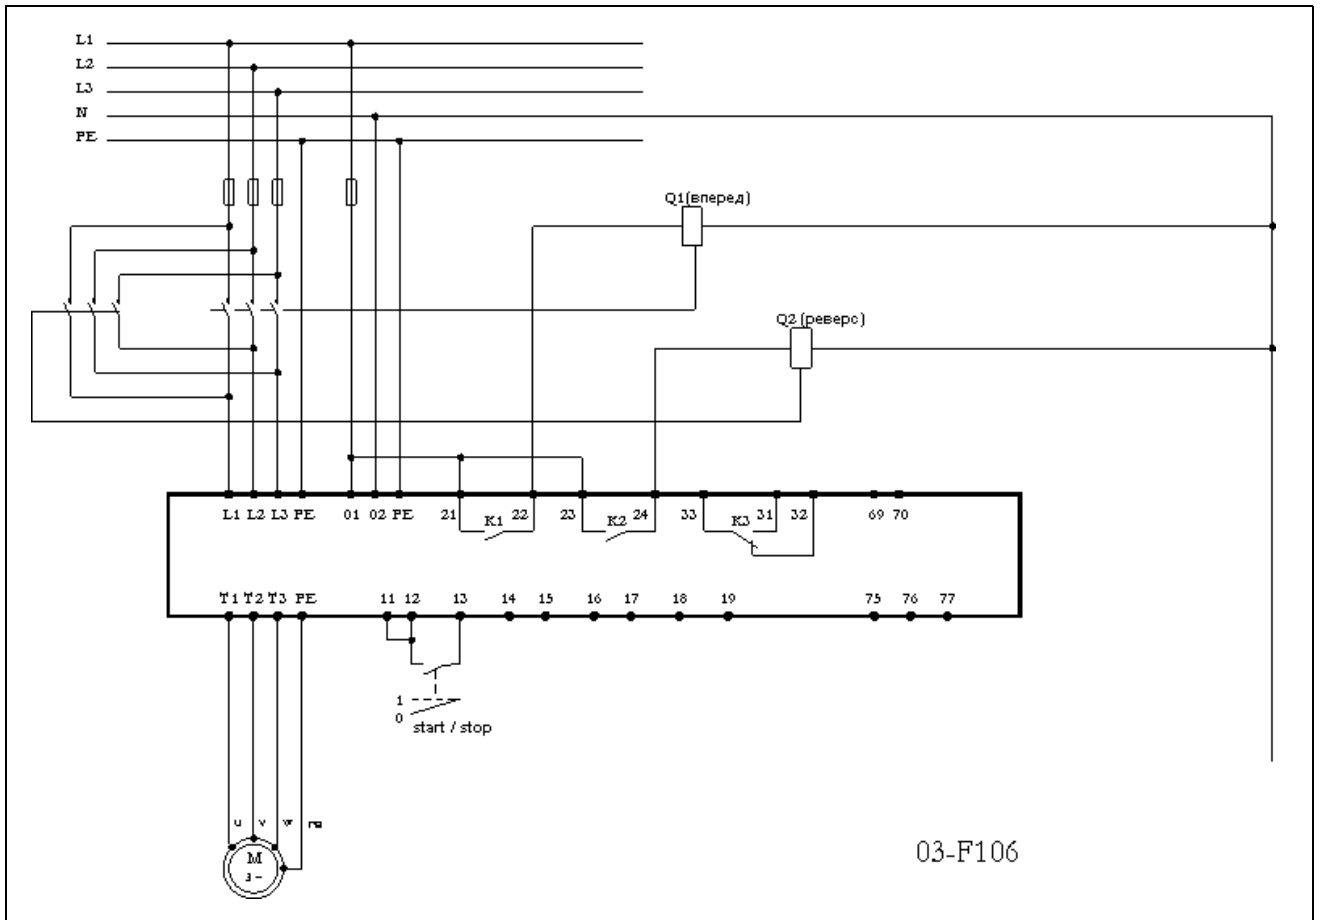 L1
L2
L3
N
PE
Q1(вперед)
Q2 (реверс)
L1 L2 L3 PE 01 02 PE 21 K1 22 23 K2 24 33 K3 31 32 69 70
T1 T2 T3 PE 11 12 13 14 15 16 17 18 19 75 76 77
1
0
start / stop
u v w
M
3~
03-F106